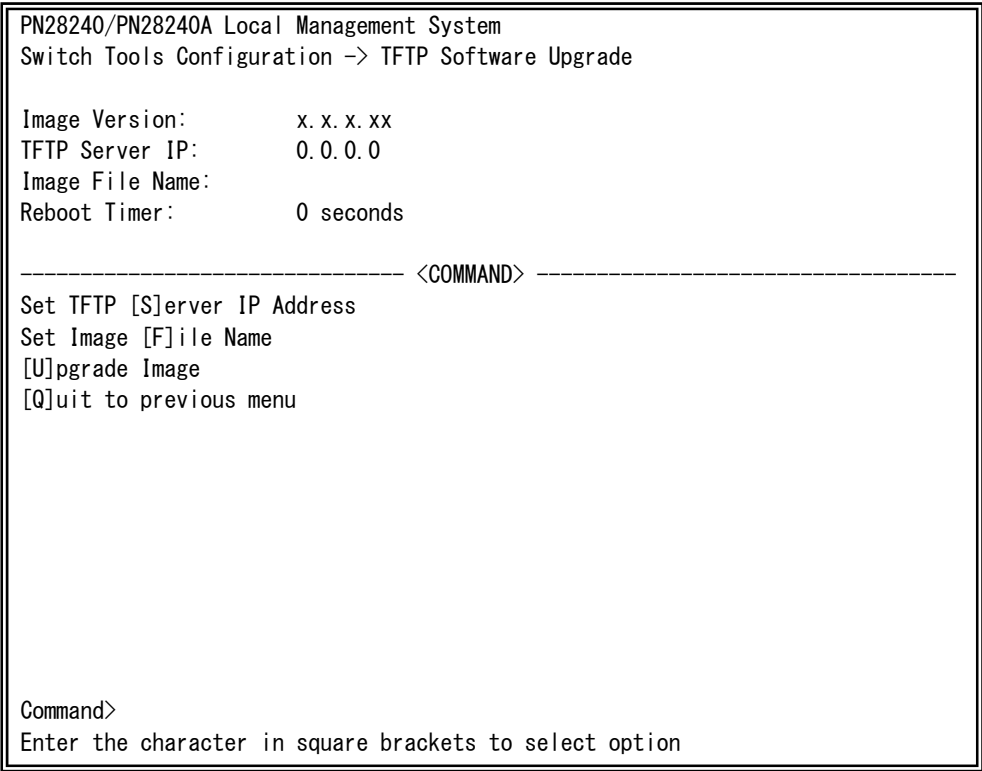 PN28240/PN28240A Local Management System
Switch Tools Configuration -> TFTP Software Upgrade
Image Version: x.x.x.xx
TFTP Server IP: 0.0.0.0
Image File Name:
Reboot Timer: 0 seconds
-------------------------------- <COMMAND> -----------------------------------
Set TFTP [S]erver IP Address
Set Image [F]ile Name
[U]pgrade Image
[Q]uit to previous menu
Command>
Enter the character in square brackets to select option